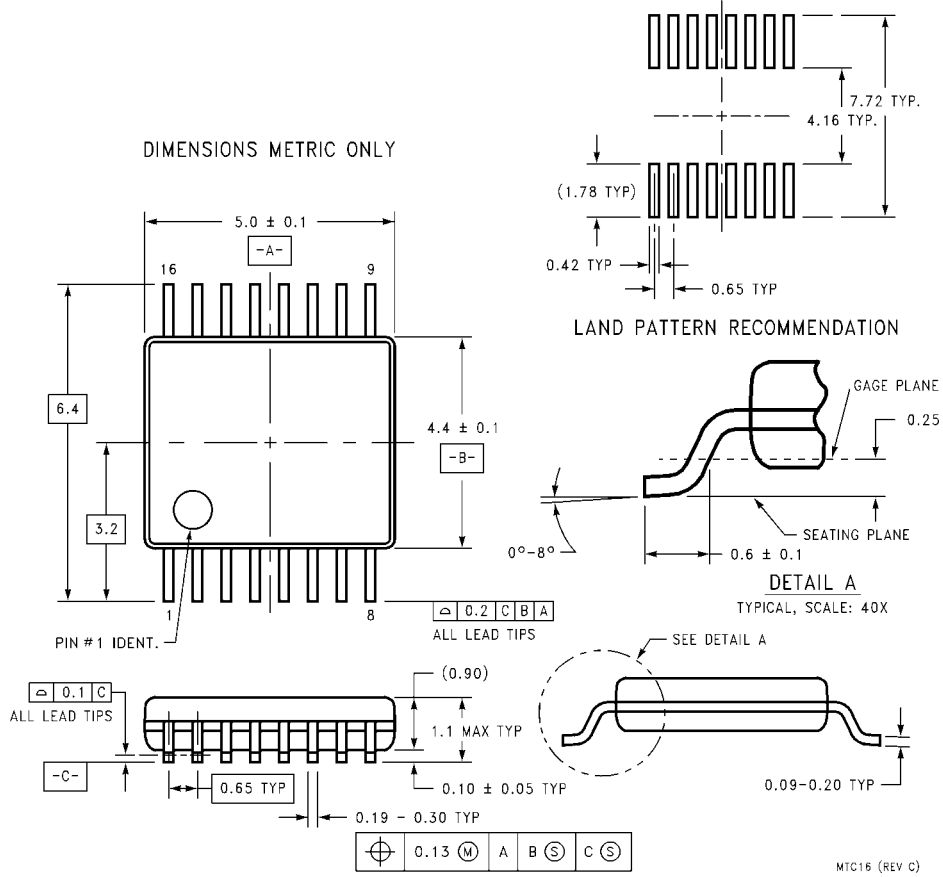 7.72 TYP.
4.16 TYP.
DIMENSIONS METRIC ONLY
(1.78 TYP)
5.0 ± 0.1
-A-
0.42 TYP
16
9
0.65 TYP
LAND PATTERN RECOMMENDATION
GAGE PLANE
6.4
4.4 ± 0.1
0.25
-B-
3.2
SEATING PLANE
0°-8°
0.6 ± 0.1
DETAIL A
TYPICAL, SCALE: 40X
1
8
⌓ 0.2 C B A
ALL LEAD TIPS
PIN #1 IDENT.
SEE DETAIL A
(0.90)
⌓ 0.1 C
ALL LEAD TIPS
1.1 MAX TYP
-C-
0.65 TYP
0.10 ± 0.05 TYP
0.09-0.20 TYP
0.19 - 0.30 TYP
⌖ 0.13 Ⓜ A B Ⓢ C Ⓢ
MTC16 (REV C)